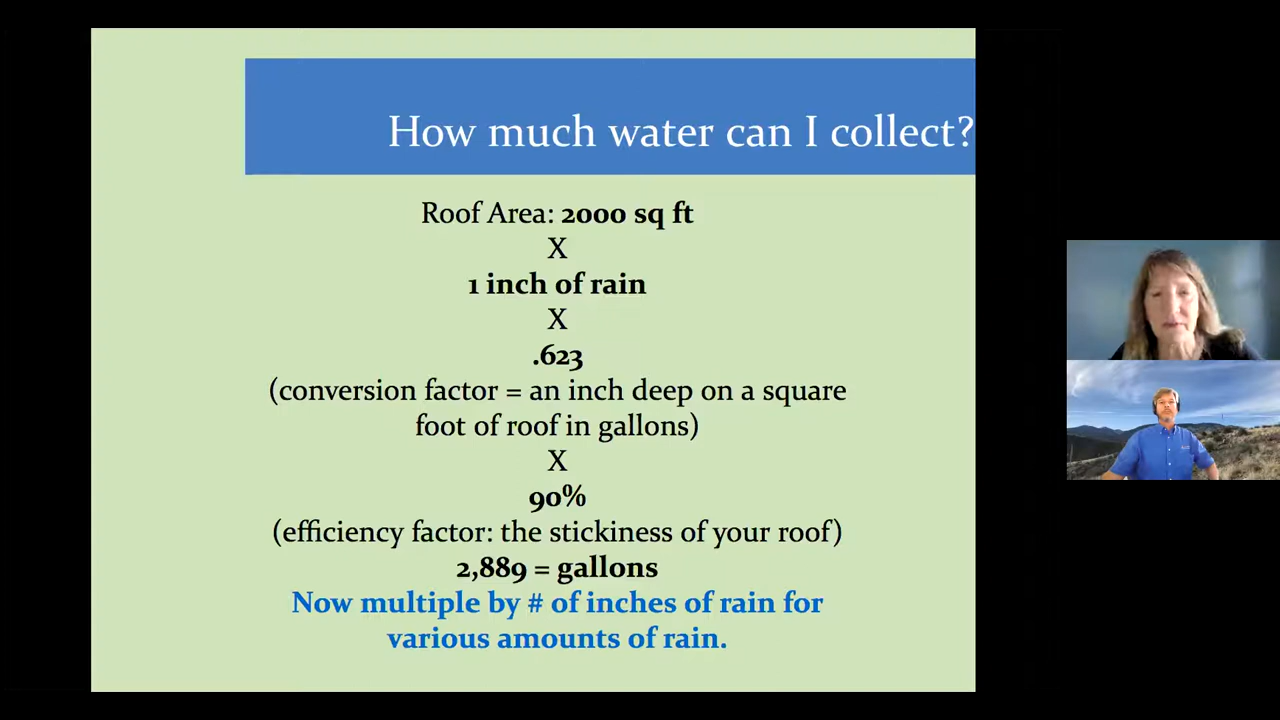 How much water can I collect?
Roof Area: 2000 sq ft
X
1 inch of rain
X
.623
(conversion factor = an inch deep on a square
foot of roof in gallons)
X
90%
(efficiency factor: the stickiness of your roof)
2,889 = gallons
Now multiple by # of inches of rain for
various amounts of rain.